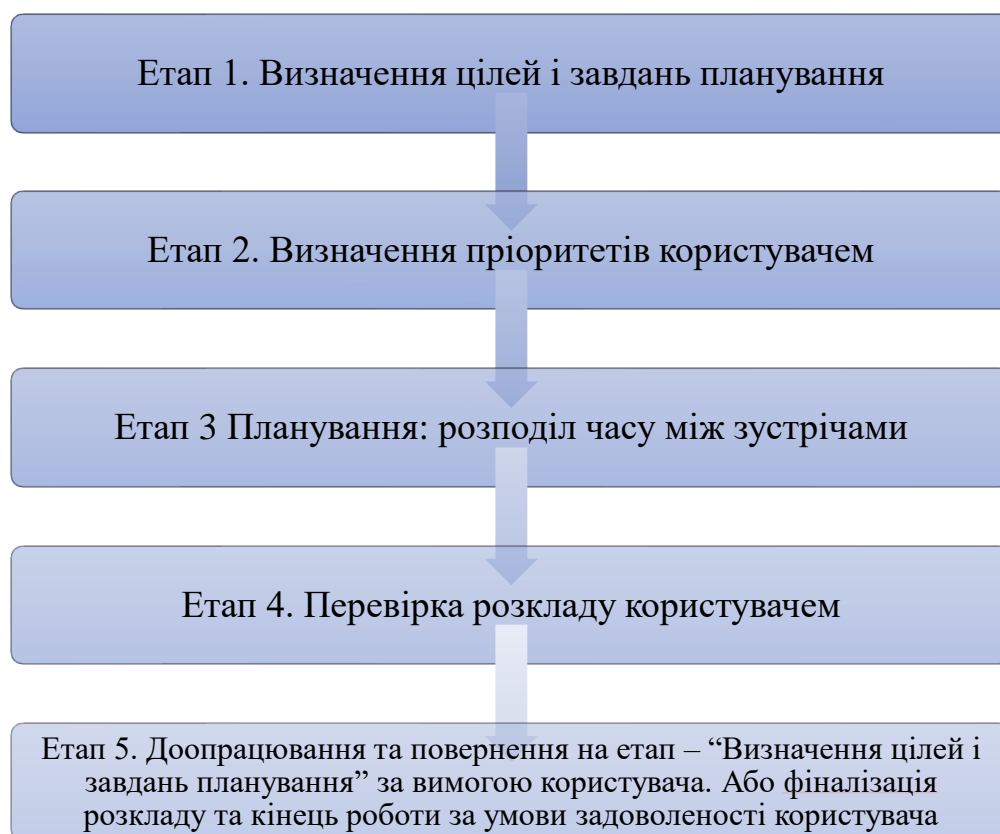 Етап 1. Визначення цілей і завдань планування
Етап 2. Визначення пріоритетів користувачем
Етап 3 Планування: розподіл часу між зустрічами
Етап 4. Перевірка розкладу користувачем
Етап 5. Доопрацювання та повернення на етап – “Визначення цілей і
завдань планування” за вимогою користувача. Або фіналізація
розкладу та кінець роботи за умови задоволеності користувача